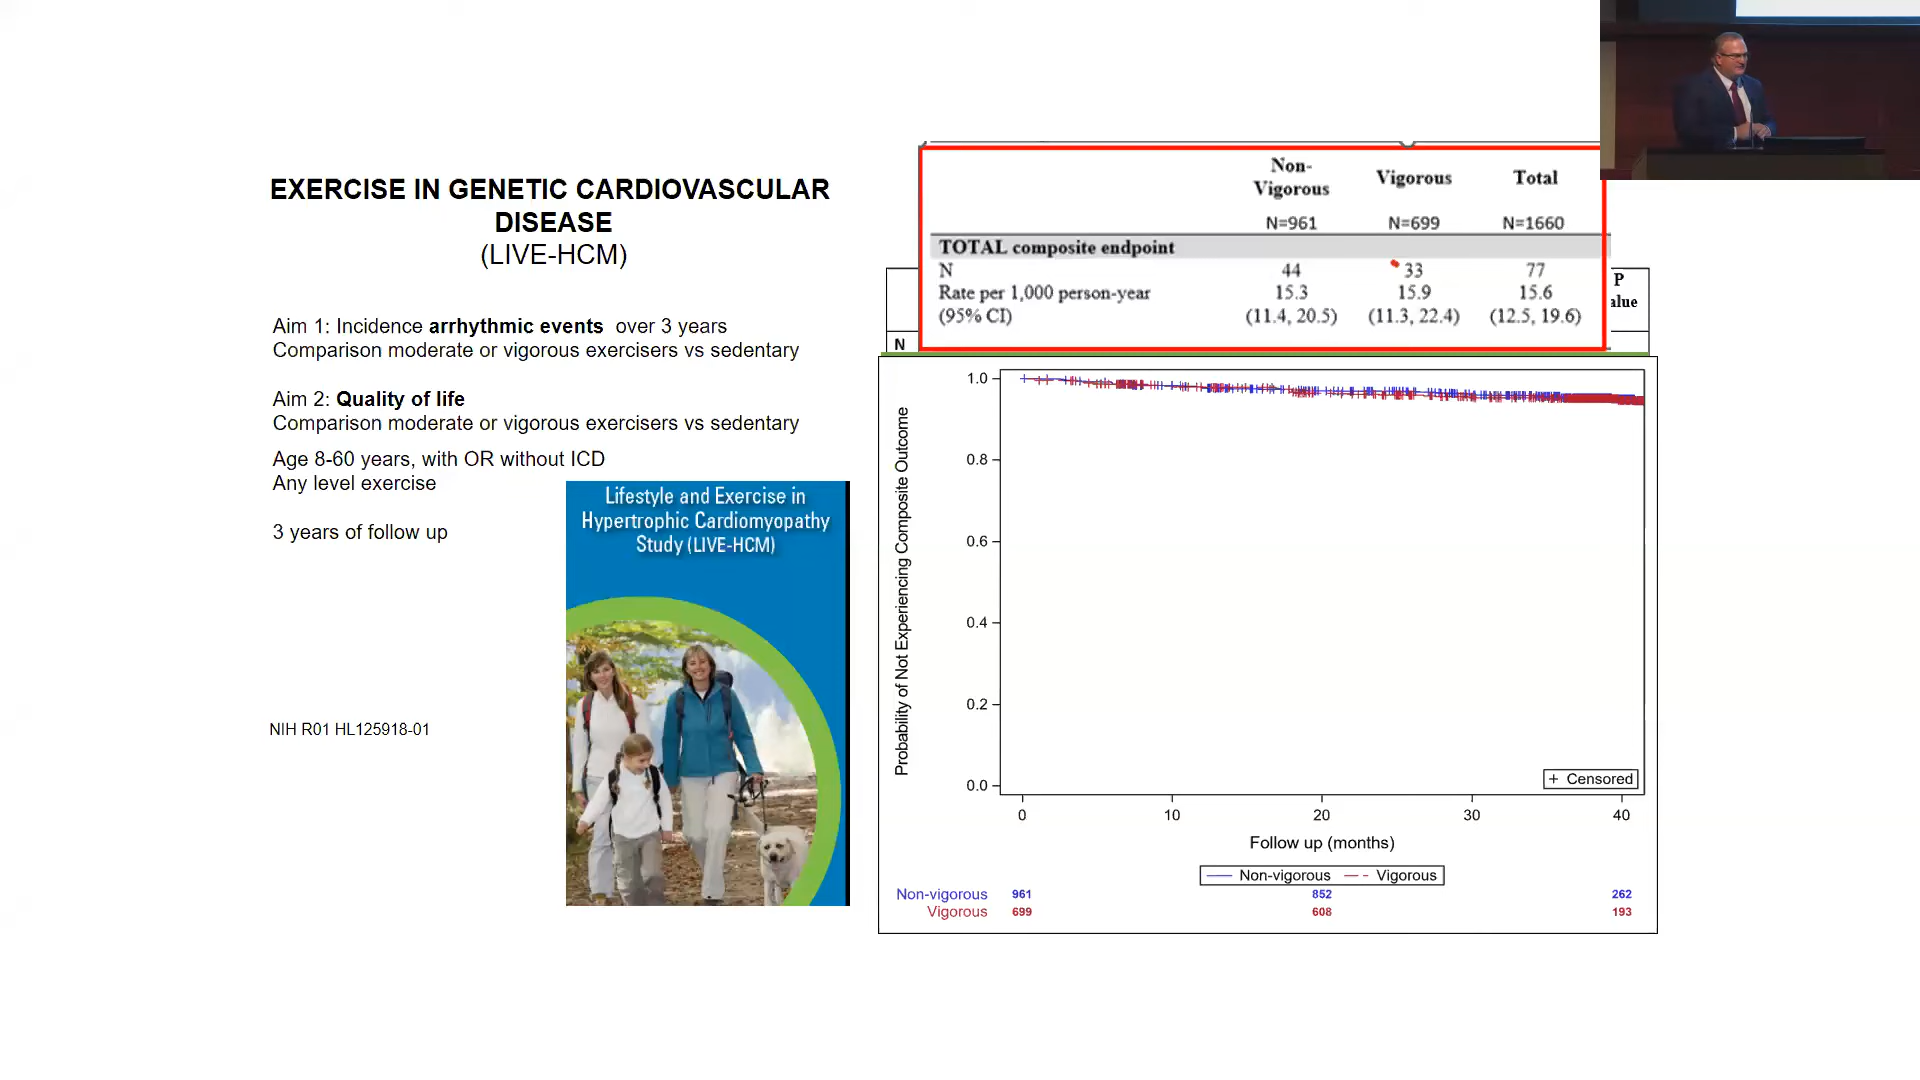 EXERCISE IN GENETIC CARDIOVASCULAR
DISEASE
(LIVE-HCM)
Aim 1: Incidence arrhythmic events over 3 years
Comparison moderate or vigorous exercisers vs sedentary
Aim 2: Quality of life
Comparison moderate or vigorous exercisers vs sedentary
Age 8-60 years, with OR without ICD
Any level exercise
3 years of follow up
NIH R01 HL125918-01
Lifestyle and Exercise in
Hypertrophic Cardiomyopathy
Study (LIVE-HCM)
Non-
Vigorous Vigorous Total
N=961 N=699 N=1660
TOTAL composite endpoint
N 44 33 77
Rate per 1,000 person-year 15.3 15.9 15.6
(95% CI) (11.4, 20.5) (11.3, 22.4) (12.5, 19.6)
P
alue
N
Probability of Not Experiencing Composite Outcome
1.0
0.8
0.6
0.4
0.2
0.0
+ Censored
0 10 20 30 40
Follow up (months)
Non-vigorous Vigorous
Non-vigorous 961 852 262
Vigorous 699 608 193